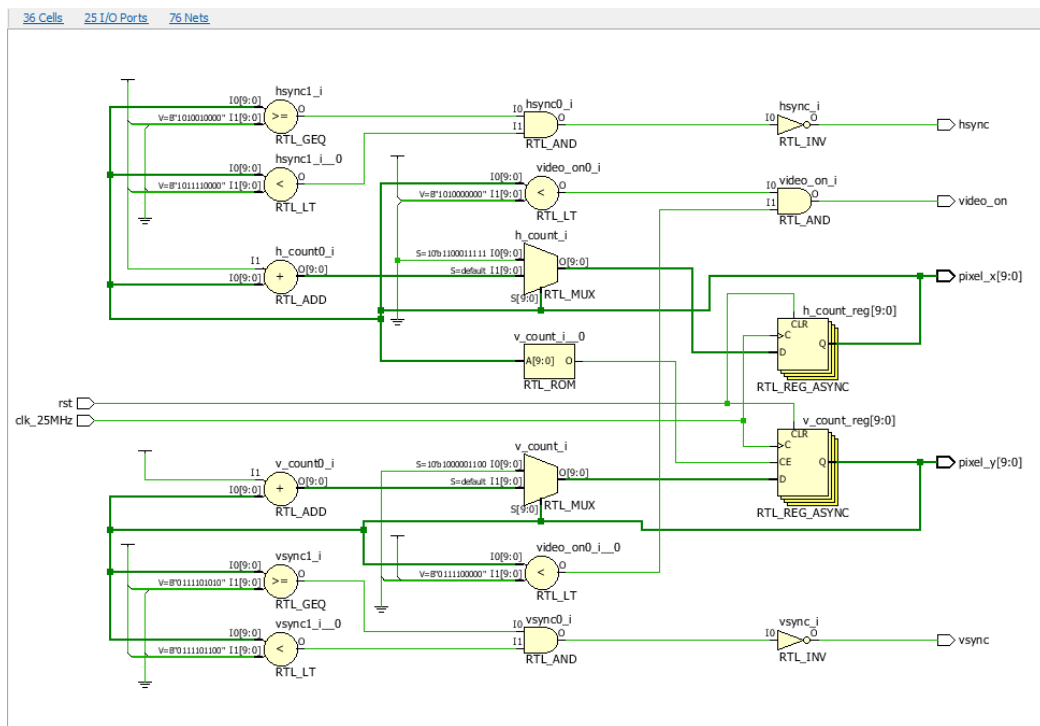 36 Cells 25 I/O Ports 76 Nets
hsync1_i
I0[9:0]
V=B"1010010000" I1[9:0]
>=
O
RTL_GEQ
hsync0_i
I0
I1
O
RTL_AND
hsync_i
I0
O
RTL_INV
hsync
hsync1_i__0
I0[9:0]
V=B"1011110000" I1[9:0]
<
O
RTL_LT
video_on0_i
I0[9:0]
V=B"1010000000" I1[9:0]
<
O
RTL_LT
video_on_i
I0
I1
O
RTL_AND
video_on
h_count0_i
I1
I0[9:0]
+
O[9:0]
RTL_ADD
h_count_i
S=10'b1100011111 I0[9:0]
S=default I1[9:0]
S[9:0]
O[9:0]
RTL_MUX
pixel_x[9:0]
h_count_reg[9:0]
CLR
C
D
Q
RTL_REG_ASYNC
v_count_i__0
A[9:0]
O
RTL_ROM
rst
clk_25MHz
v_count_reg[9:0]
CLR
C
CE
D
Q
RTL_REG_ASYNC
pixel_y[9:0]
v_count0_i
I1
I0[9:0]
+
O[9:0]
RTL_ADD
v_count_i
S=10'b1000001100 I0[9:0]
S=default I1[9:0]
S[9:0]
O[9:0]
RTL_MUX
vsync1_i
I0[9:0]
V=B"0111101010" I1[9:0]
>=
O
RTL_GEQ
video_on0_i__0
I0[9:0]
V=B"0111100000" I1[9:0]
<
O
RTL_LT
vsync1_i__0
I0[9:0]
V=B"0111101100" I1[9:0]
<
O
RTL_LT
vsync0_i
I0
I1
O
RTL_AND
vsync_i
I0
O
RTL_INV
vsync